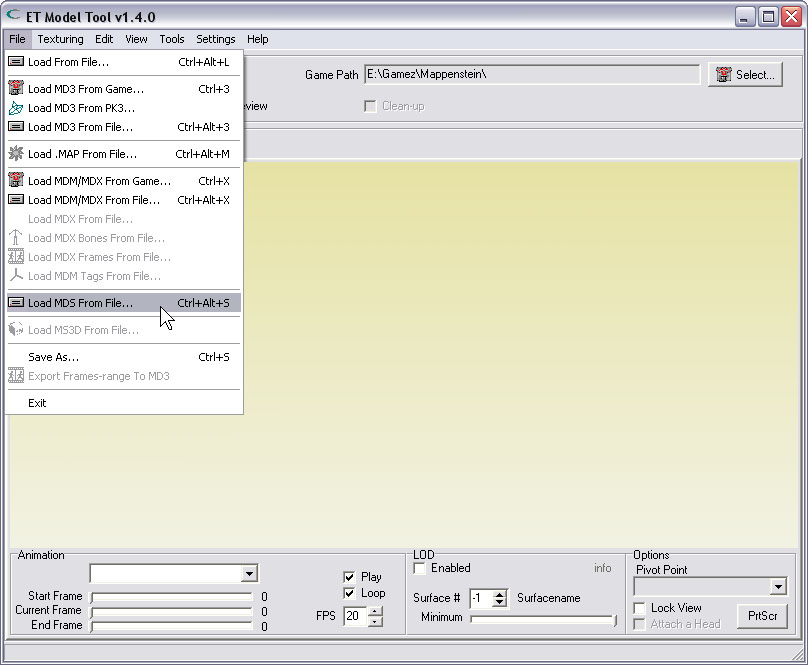 ET Model Tool v1.4.0
File Texturing Edit View Tools Settings Help
Load From File... Ctrl+Alt+L
Game Path E:\Gamez\Mappenstein\ Select...
Load MD3 From Game... Ctrl+3
Load MD3 From PK3... view Clean-up
Load MD3 From File... Ctrl+Alt+3
Load .MAP From File... Ctrl+Alt+M
Load MDM/MDX From Game... Ctrl+X
Load MDM/MDX From File... Ctrl+Alt+X
Load MDX From File...
Load MDX Bones From File...
Load MDX Frames From File...
Load MDM Tags From File...
Load MDS From File... Ctrl+Alt+S
Load MS3D From File...
Save As... Ctrl+S
Export Frames-range To MD3
Exit
Animation
Play
Loop
Start Frame 0
Current Frame 0
End Frame 0
FPS 20
LOD
Enabled info
Surface # -1 Surfacename
Minimum
Options
Pivot Point
Lock View
Attach a Head
PrtScr